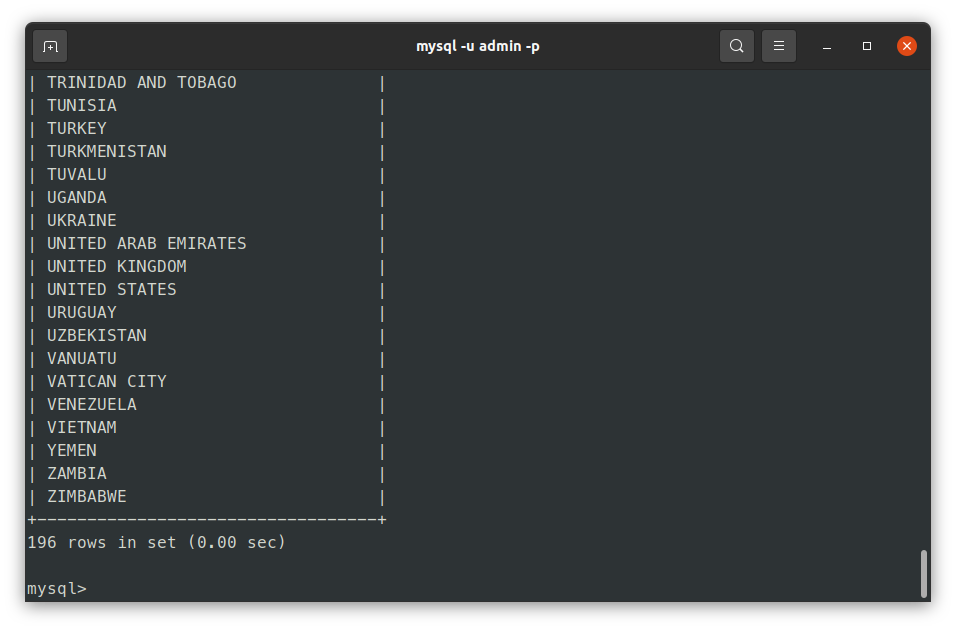 mysql -u admin -p
| TRINIDAD AND TOBAGO              |
| TUNISIA                          |
| TURKEY                           |
| TURKMENISTAN                     |
| TUVALU                           |
| UGANDA                           |
| UKRAINE                          |
| UNITED ARAB EMIRATES             |
| UNITED KINGDOM                   |
| UNITED STATES                    |
| URUGUAY                          |
| UZBEKISTAN                       |
| VANUATU                          |
| VATICAN CITY                     |
| VENEZUELA                        |
| VIETNAM                          |
| YEMEN                            |
| ZAMBIA                           |
| ZIMBABWE                         |
+----------------------------------+
196 rows in set (0.00 sec)
mysql>